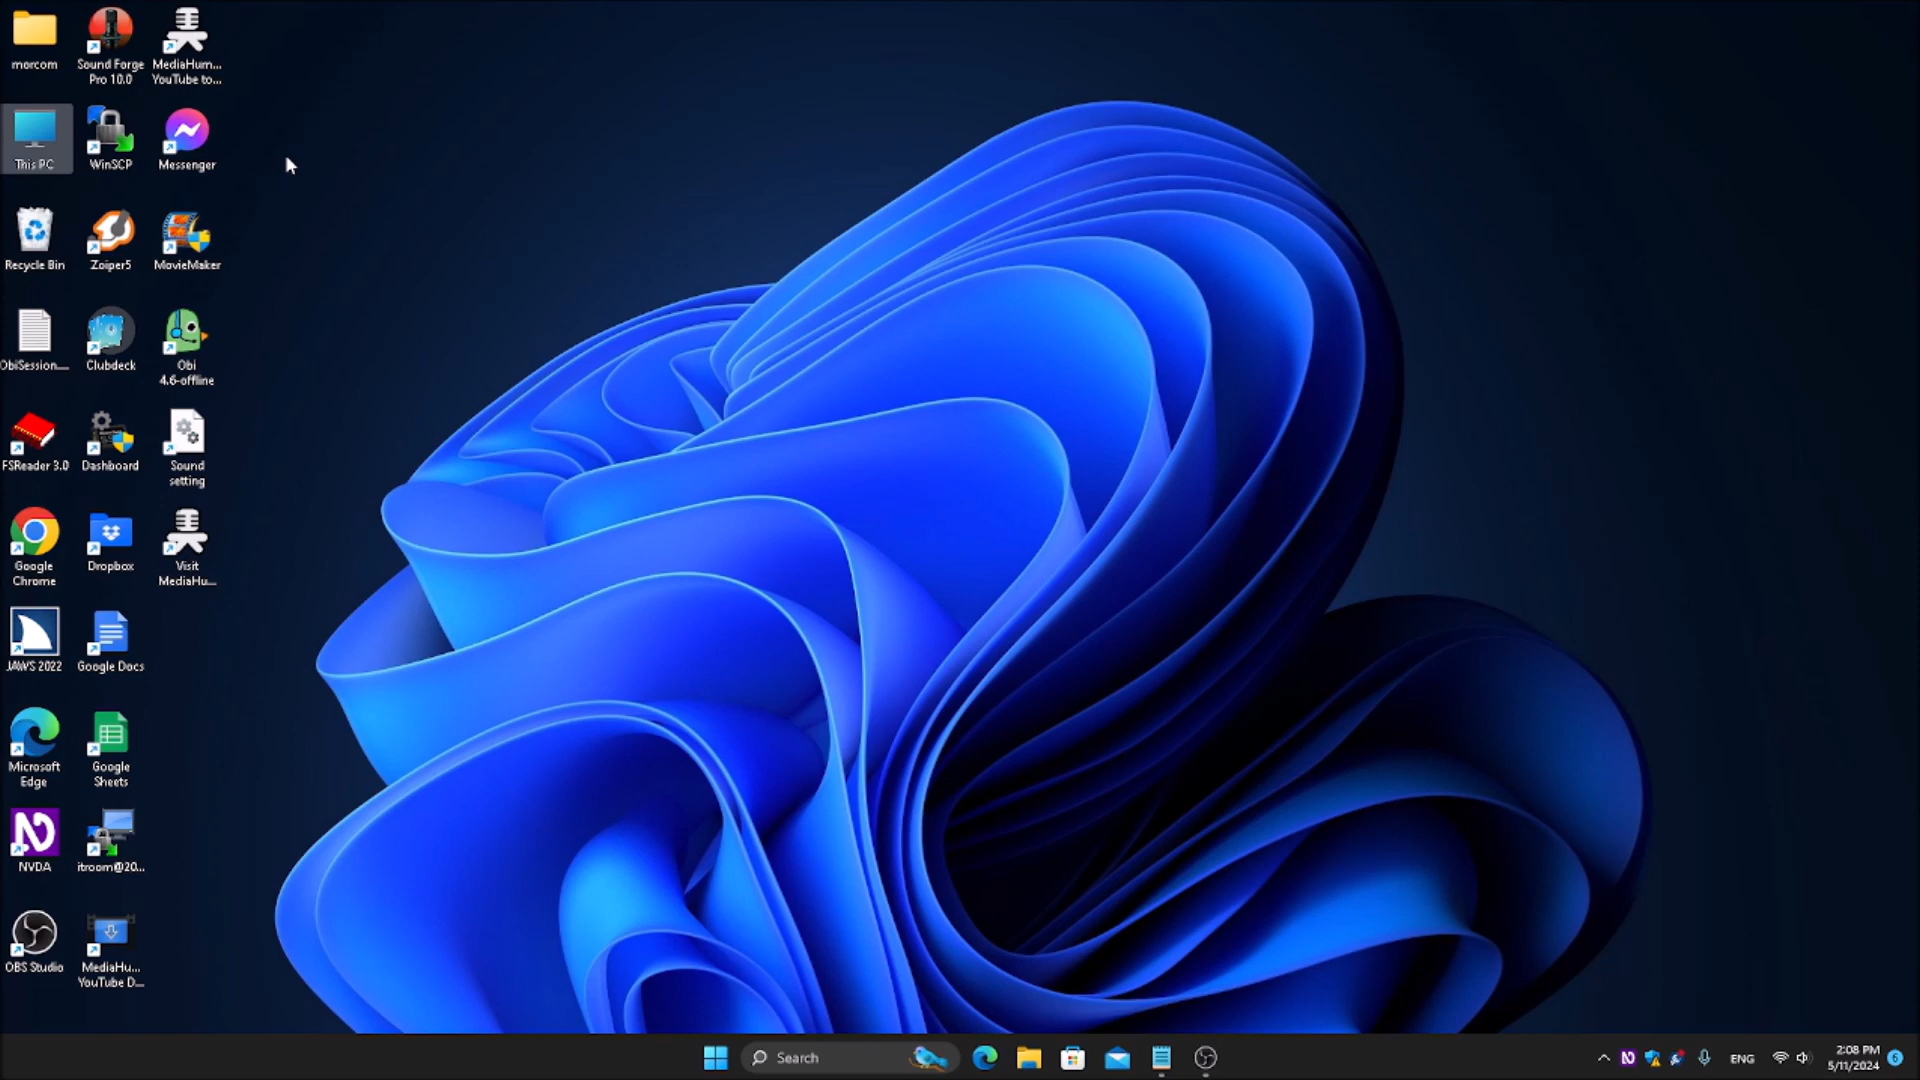 morcom
Sound Forge
Pro 10.0
MediaHum...
YouTube to...
This PC
WinSCP
Messenger
Recycle Bin
Zoiper5
MovieMaker
ObiSession....
Clubdeck
Obi
4.6-offline
FSReader 3.0
Dashboard
Sound
setting
Google
Chrome
Dropbox
Visit
MediaHu...
JAWS 2022
Google Docs
Microsoft
Edge
Google
Sheets
NVDA
itroom@20...
OBS Studio
MediaHu...
YouTube D...
Search
ENG
2:08 PM
5/11/2024
6